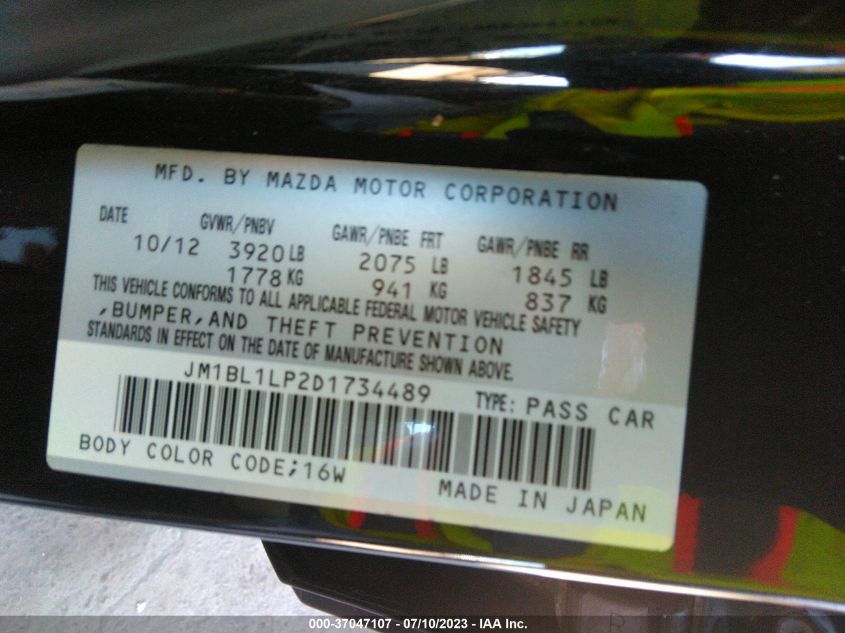 MFD. BY MAZDA MOTOR CORPORATION
DATE GVWR/PNBV GAWR/PNBE FRT GAWR/PNBE RR
10/12 3920 LB 2075 LB 1845 LB
1778 KG 941 KG 837 KG
THIS VEHICLE CONFORMS TO ALL APPLICABLE FEDERAL MOTOR VEHICLE SAFETY
,BUMPER,AND THEFT PREVENTION
STANDARDS IN EFFECT ON THE DATE OF MANUFACTURE SHOWN ABOVE.
JM1BL1LP2D1734489 TYPE: PASS CAR
BODY COLOR CODE;16W
MADE IN JAPAN
000-37047107 - 07/10/2023 - IAA Inc.